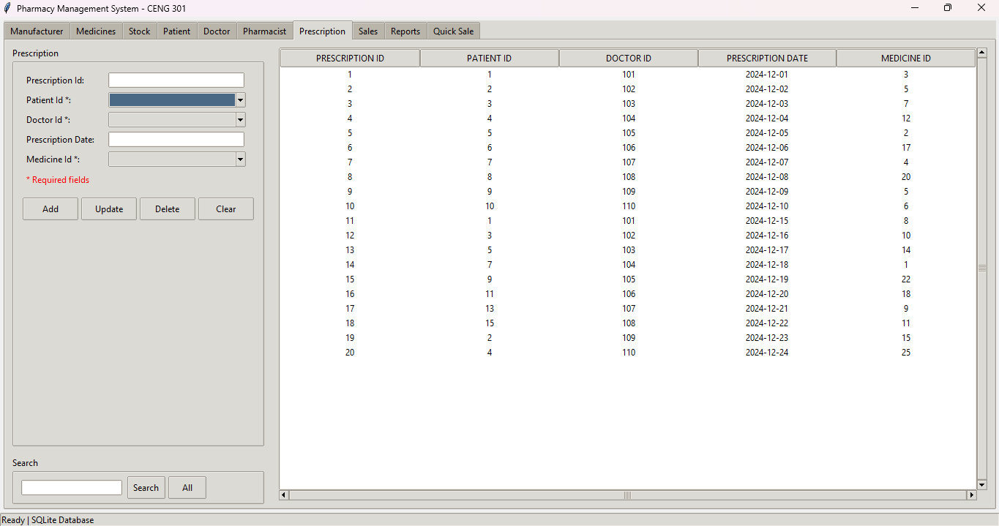 Pharmacy Management System - CENG 301
Manufacturer Medicines Stock Patient Doctor Pharmacist Prescription Sales Reports Quick Sale
Prescription
Prescription Id:
Patient Id *:
Doctor Id *:
Prescription Date:
Medicine Id *:
* Required fields
Add Update Delete Clear
Search
Search All
PRESCRIPTION ID PATIENT ID DOCTOR ID PRESCRIPTION DATE MEDICINE ID
1 1 101 2024-12-01 3
2 2 102 2024-12-02 5
3 3 103 2024-12-03 7
4 4 104 2024-12-04 12
5 5 105 2024-12-05 2
6 6 106 2024-12-06 17
7 7 107 2024-12-07 4
8 8 108 2024-12-08 20
9 9 109 2024-12-09 5
10 10 110 2024-12-10 6
11 1 101 2024-12-15 8
12 3 102 2024-12-16 10
13 5 103 2024-12-17 14
14 7 104 2024-12-18 1
15 9 105 2024-12-19 22
16 11 106 2024-12-20 18
17 13 107 2024-12-21 9
18 15 108 2024-12-22 11
19 2 109 2024-12-23 15
20 4 110 2024-12-24 25
Ready | SQLite Database